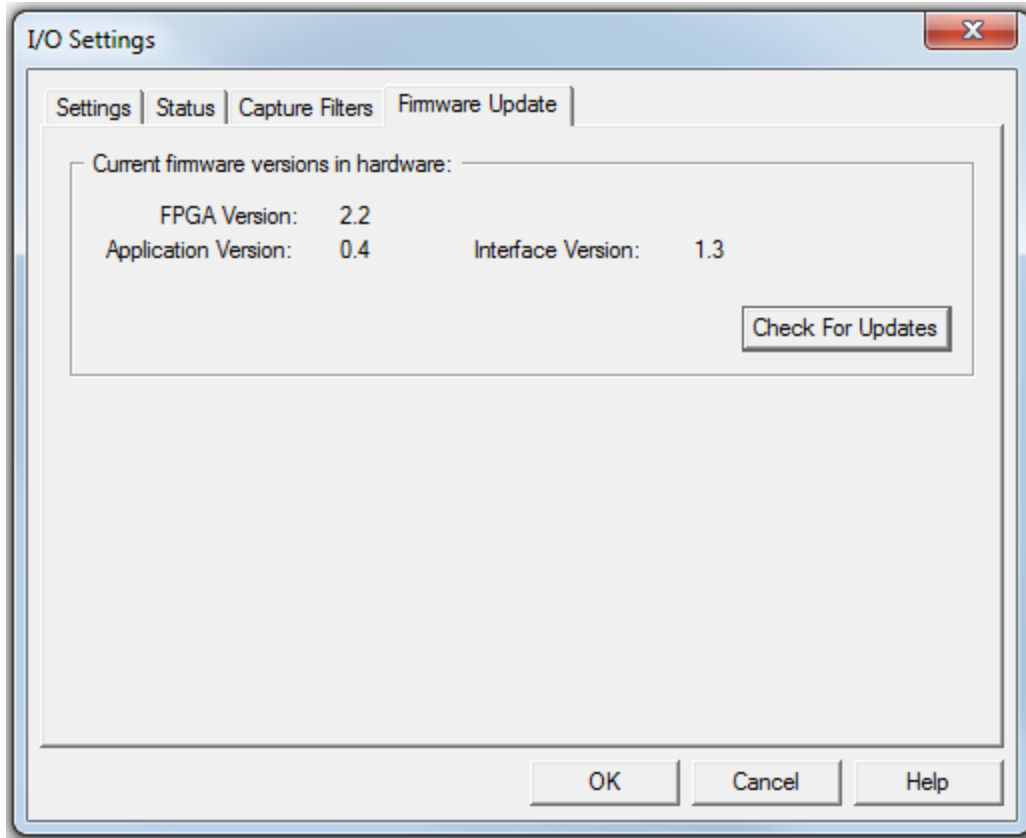 I/O Settings
Settings Status Capture Filters Firmware Update
Current firmware versions in hardware:
FPGA Version: 2.2
Application Version: 0.4 Interface Version: 1.3
Check For Updates
OK Cancel Help